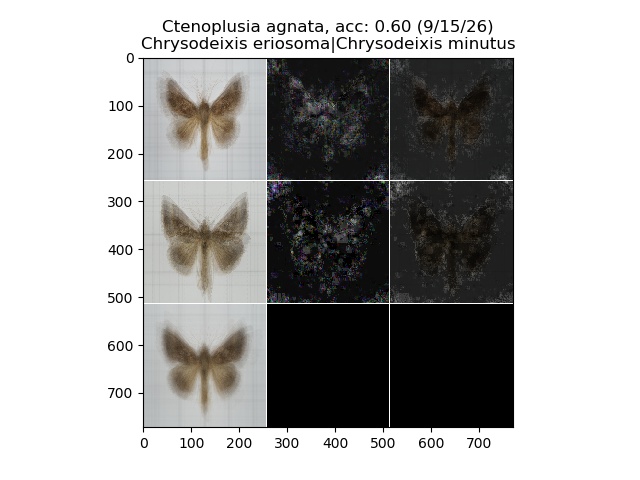 Ctenoplusia agnata, acc: 0.60 (9/15/26)
Chrysodeixis eriosoma|Chrysodeixis minutus
0
100
200
300
400
500
600
700
0 100 200 300 400 500 600 700